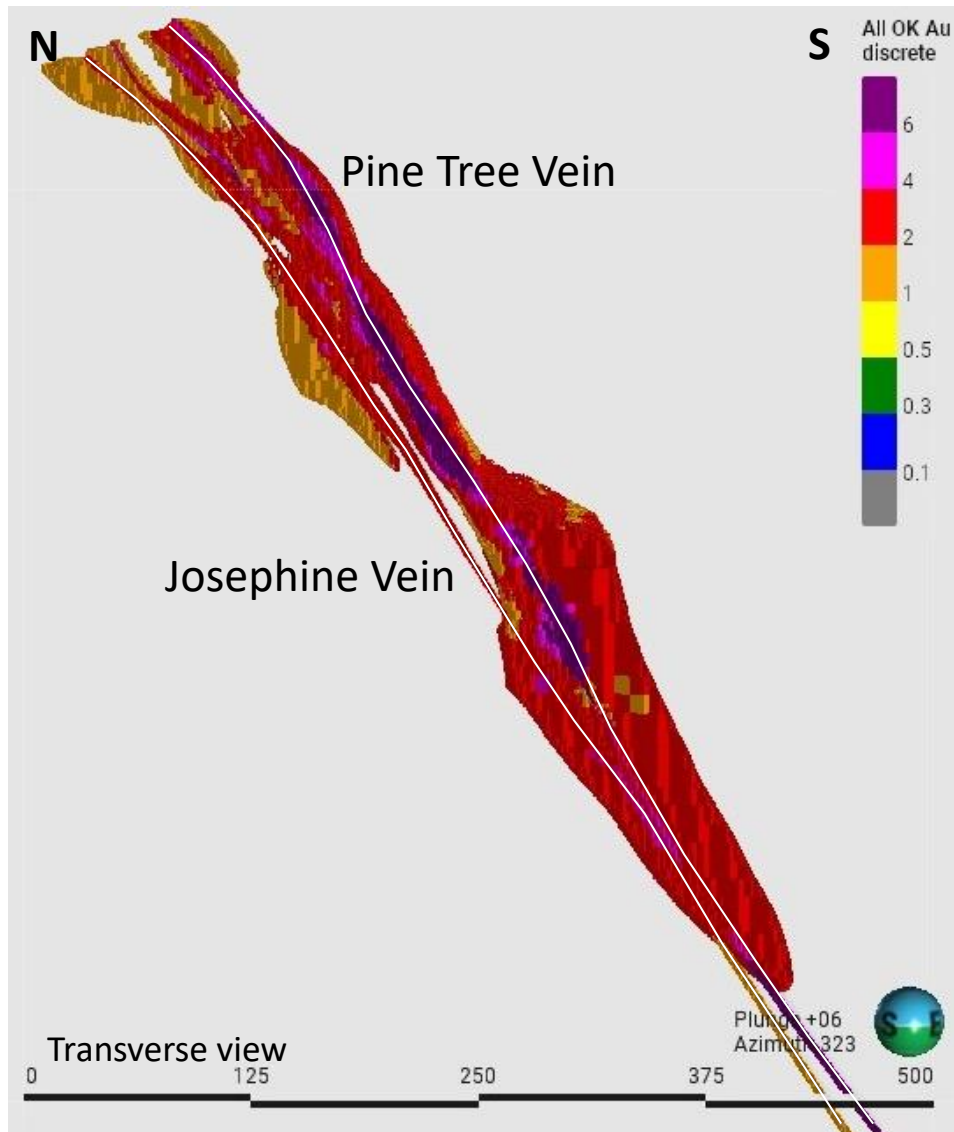 N
S
All OK Au
discrete
6
4
2
1
0.5
0.3
0.1
Pine Tree Vein
Josephine Vein
Plunge +06
Azimuth 323
S E
Transverse view
0 125 250 375 500